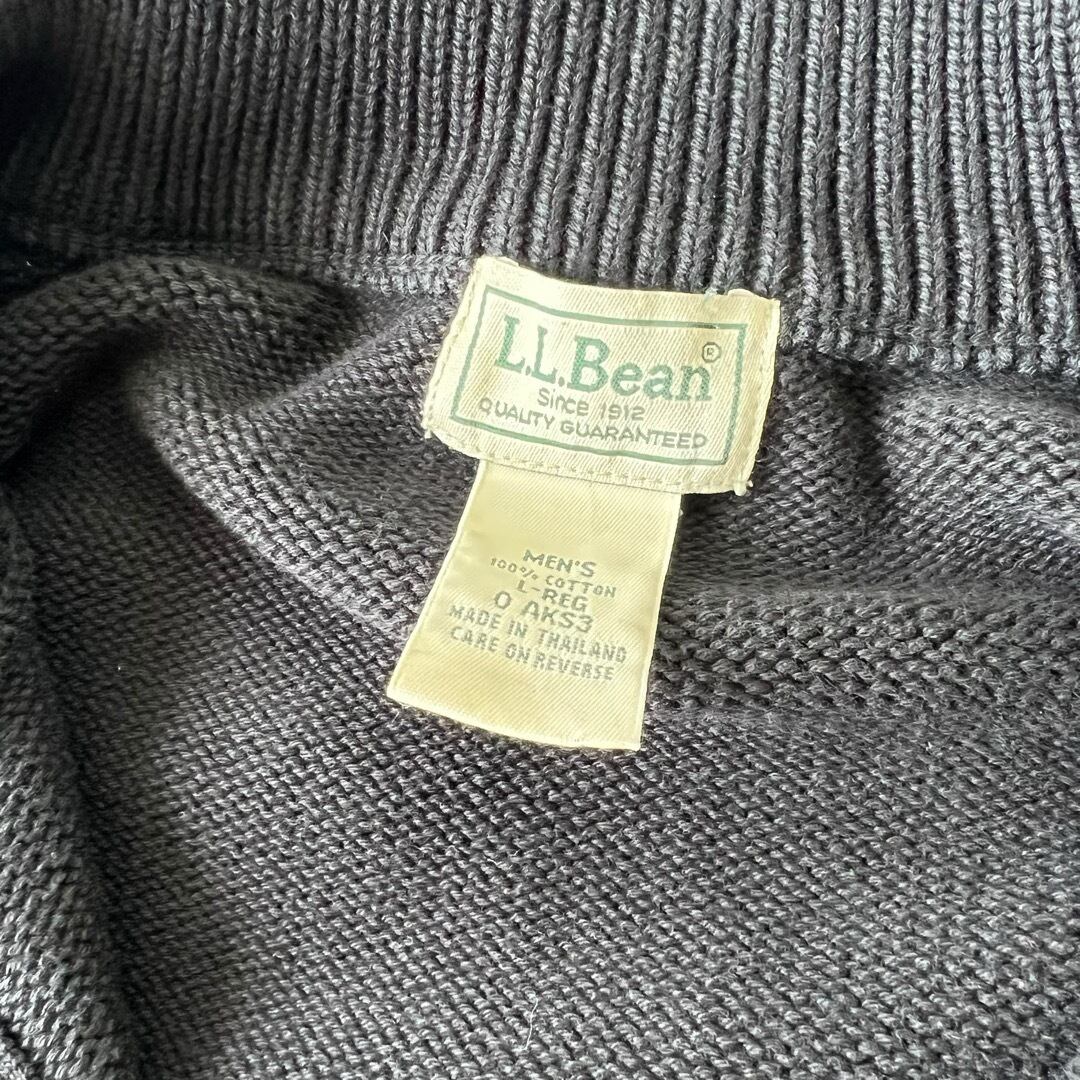 L.L.Bean®
Since 1912
QUALITY GUARANTEED
MEN'S
100% COTTON
L-REG
0 AKS3
MADE IN THAILAND
CARE ON REVERSE